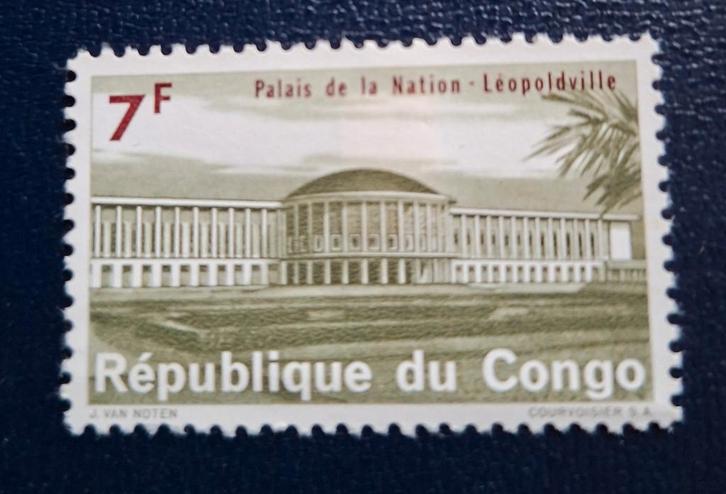 7F
Palais de la Nation - Léopoldville
République du Congo
J. VAN NOTEN
COURVOISIER S.A.